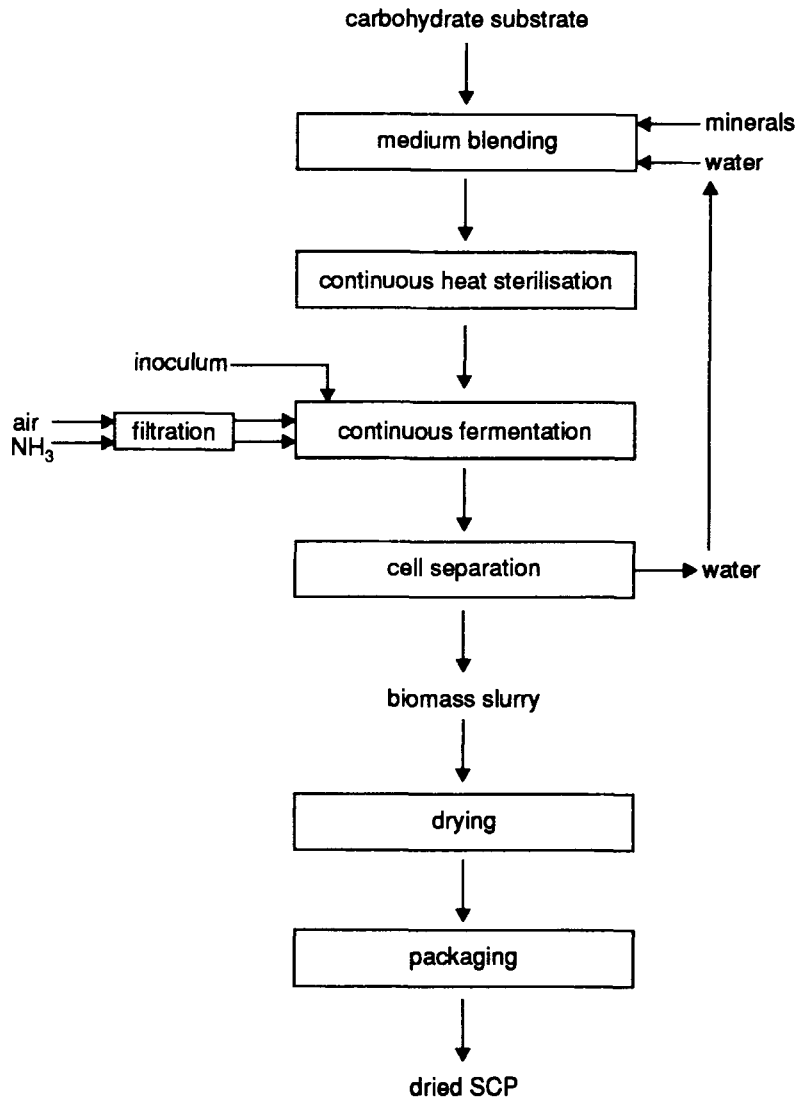 carbohydrate substrate
medium blending
minerals
water
continuous heat sterilisation
inoculum
air
NH₃
filtration
continuous fermentation
cell separation
water
biomass slurry
drying
packaging
dried SCP